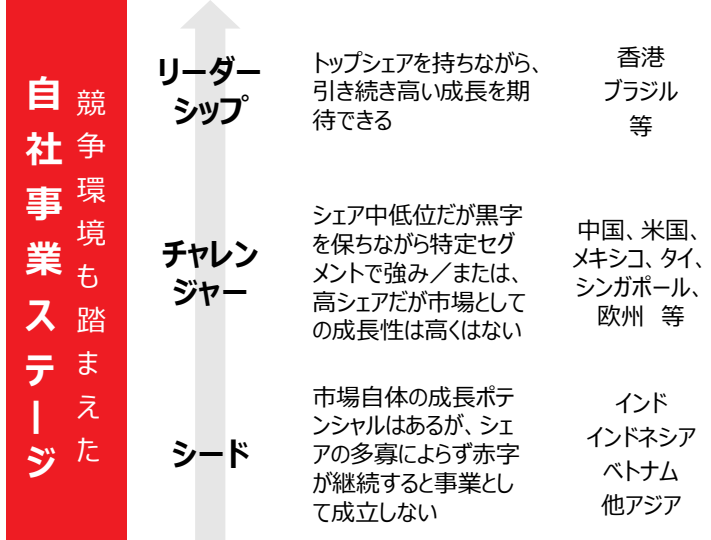 競争環境も踏まえた
自社事業ステージ
リーダー
シップ
トップシェアを持ちながら、
引き続き高い成長を期
待できる
香港
ブラジル
等
チャレン
ジャー
シェア中低位だが黒字
を保ちながら特定セグ
メントで強み／または、
高シェアだが市場として
の成長性は高くはない
中国、米国、
メキシコ、タイ、
シンガポール、
欧州　等
シード
市場自体の成長ポテ
ンシャルはあるが、シェ
アの多寡によらず赤字
が継続すると事業とし
て成立しない
インド
インドネシア
ベトナム
他アジア